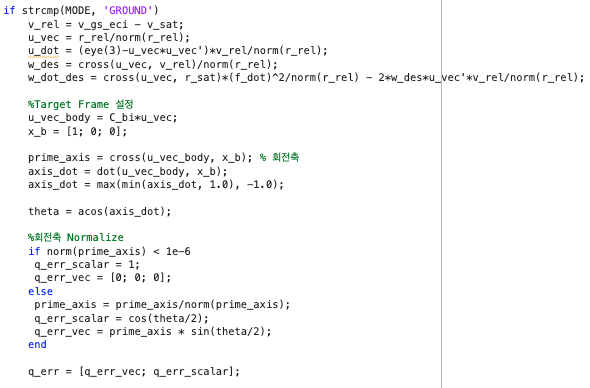 if strcmp(MODE, 'GROUND')
v_rel = v_gs_eci - v_sat;
u_vec = r_rel/norm(r_rel);
u_dot = (eye(3)-u_vec*u_vec')*v_rel/norm(r_rel);
w_des = cross(u_vec, v_rel)/norm(r_rel);
w_dot_des = cross(u_vec, r_sat)*(f_dot)^2/norm(r_rel) - 2*w_des*u_vec'*v_rel/norm(r_rel);
%Target Frame 설정
u_vec_body = C_bi*u_vec;
x_b = [1; 0; 0];
prime_axis = cross(u_vec_body, x_b); % 회전축
axis_dot = dot(u_vec_body, x_b);
axis_dot = max(min(axis_dot, 1.0), -1.0);
theta = acos(axis_dot);
%회전축 Normalize
if norm(prime_axis) < 1e-6
q_err_scalar = 1;
q_err_vec = [0; 0; 0];
else
prime_axis = prime_axis/norm(prime_axis);
q_err_scalar = cos(theta/2);
q_err_vec = prime_axis * sin(theta/2);
end
q_err = [q_err_vec; q_err_scalar];